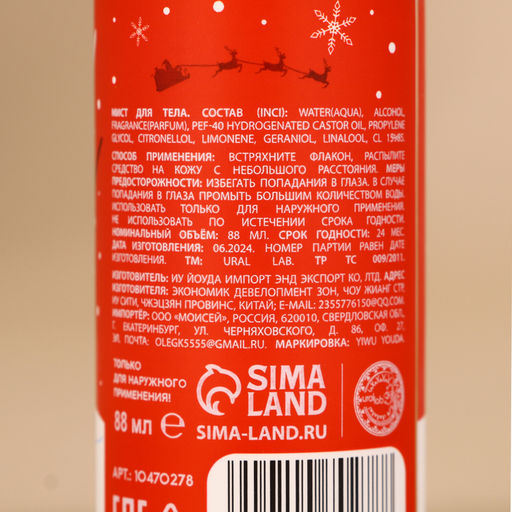 МИСТ ДЛЯ ТЕЛА. СОСТАВ (INCI): WATER(AQUA), ALCOHOL,
FRAGRANCE(PARFUM), PEF-40 HYDROGENATED CASTOR OIL, PROPYLENE
GLYCOL, CITRONELLOL, LIMONENE, GERANIOL, LINALOOL, CL 15985.
СПОСОБ ПРИМЕНЕНИЯ: ВСТРЯХНИТЕ ФЛАКОН, РАСПЫЛИТЕ
СРЕДСТВО НА КОЖУ С НЕБОЛЬШОГО РАССТОЯНИЯ. МЕРЫ
ПРЕДОСТОРОЖНОСТИ: ИЗБЕГАТЬ ПОПАДАНИЯ В ГЛАЗА. В СЛУЧАЕ
ПОПАДАНИЯ В ГЛАЗА ПРОМЫТЬ БОЛЬШИМ КОЛИЧЕСТВОМ ВОДЫ.
ИСПОЛЬЗОВАТЬ ТОЛЬКО ДЛЯ НАРУЖНОГО ПРИМЕНЕНИЯ.
НЕ ИСПОЛЬЗОВАТЬ ПО ИСТЕЧЕНИИ СРОКА ГОДНОСТИ.
НОМИНАЛЬНЫЙ ОБЪЁМ: 88 МЛ. СРОК ГОДНОСТИ: 24 МЕС.
ДАТА ИЗГОТОВЛЕНИЯ: 06.2024. НОМЕР ПАРТИИ РАВЕН ДАТЕ
ИЗГОТОВЛЕНИЯ. ТМ: URAL LAB. ТР ТС 009/2011.
ИЗГОТОВИТЕЛЬ: ИУ ЙОУДА ИМПОРТ ЭНД ЭКСПОРТ КО, ЛТД. АДРЕС
ИЗГОТОВИТЕЛЯ: ЭКОНОМИК ДЕВЕЛОПМЕНТ ЗОН, ЧОУ ЖИАНГ СТР,
ИУ СИТИ, ЧЖЭЦЗЯН ПРОВИНС, КИТАЙ; E-MAIL: 2355776150@QQ.COM.
ИМПОРТЁР: ООО «МОИСЕЙ», РОССИЯ, 620010, СВЕРДЛОВСКАЯ ОБЛ.,
Г. ЕКАТЕРИНБУРГ, УЛ. ЧЕРНЯХОВСКОГО, Д. 86, ОФ. 27,
ЭЛ. ПОЧТА: OLEGK5555@GMAIL.RU. МАРКИРОВКА: YIWU YOUDA.
ТОЛЬКО
ДЛЯ НАРУЖНОГО
ПРИМЕНЕНИЯ!
88 МЛ ℮
SIMA
LAND
SIMA-LAND.RU
АРТ.: 10470278